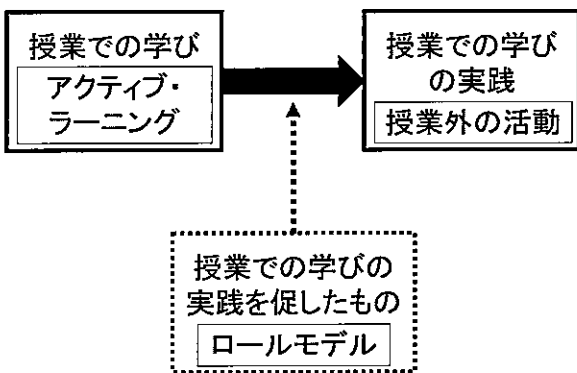 授業での学び
アクティブ・
ラーニング
授業での学び
の実践
授業外の活動
授業での学びの
実践を促したもの
ロールモデル